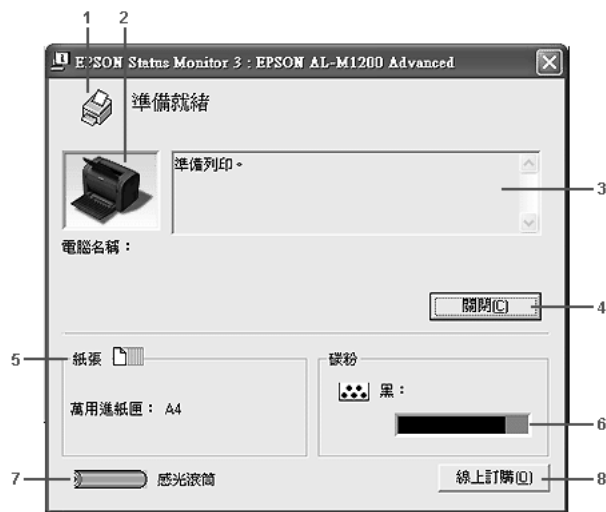 1 2
EPSON Status Monitor 3 : EPSON AL-M1200 Advanced
準備就緒
準備列印。
3
電腦名稱：
關閉(C)
4
5
紙張
碳粉
黑：
萬用進紙匣： A4
6
7
感光滾筒
線上訂購(O)
8